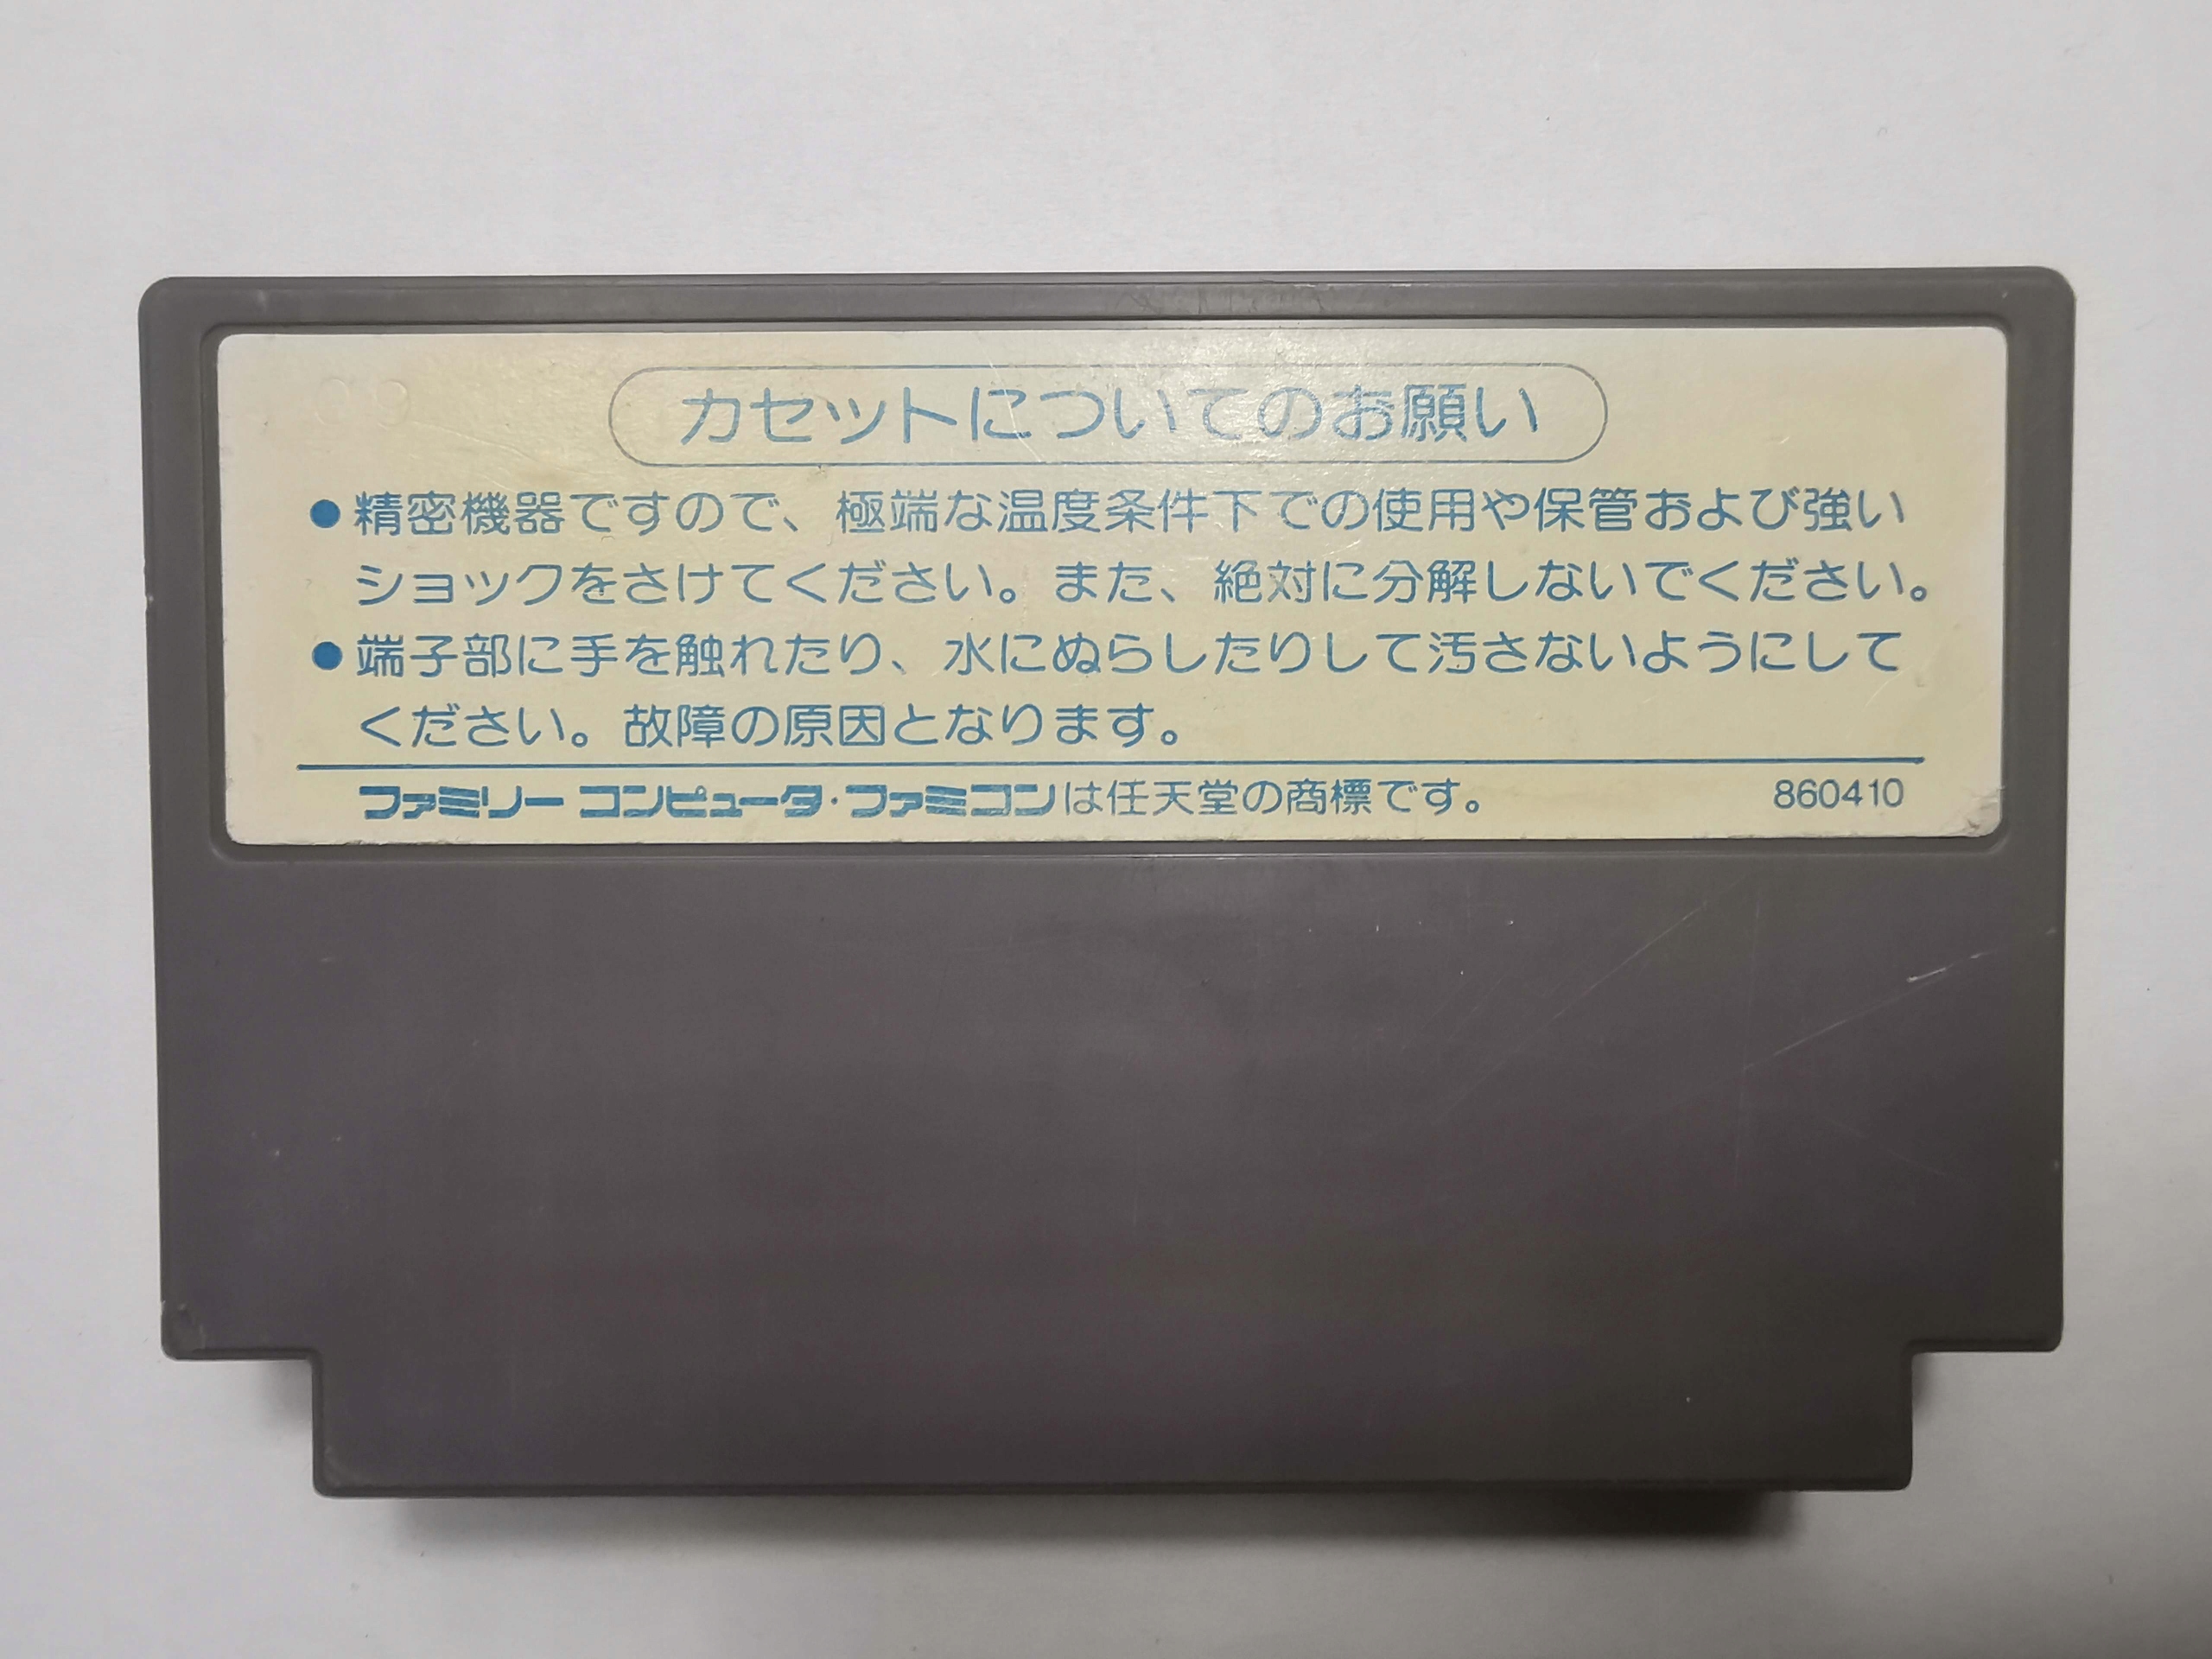 カセットについてのお願い
●精密機器ですので、極端な温度条件下での使用や保管および強い
ショックをさけてください。また、絶対に分解しないでください。
●端子部に手を触れたり、水にぬらしたりして汚さないようにして
ください。故障の原因となります。
ファミリー コンピュータ・ファミコンは任天堂の商標です。 860410